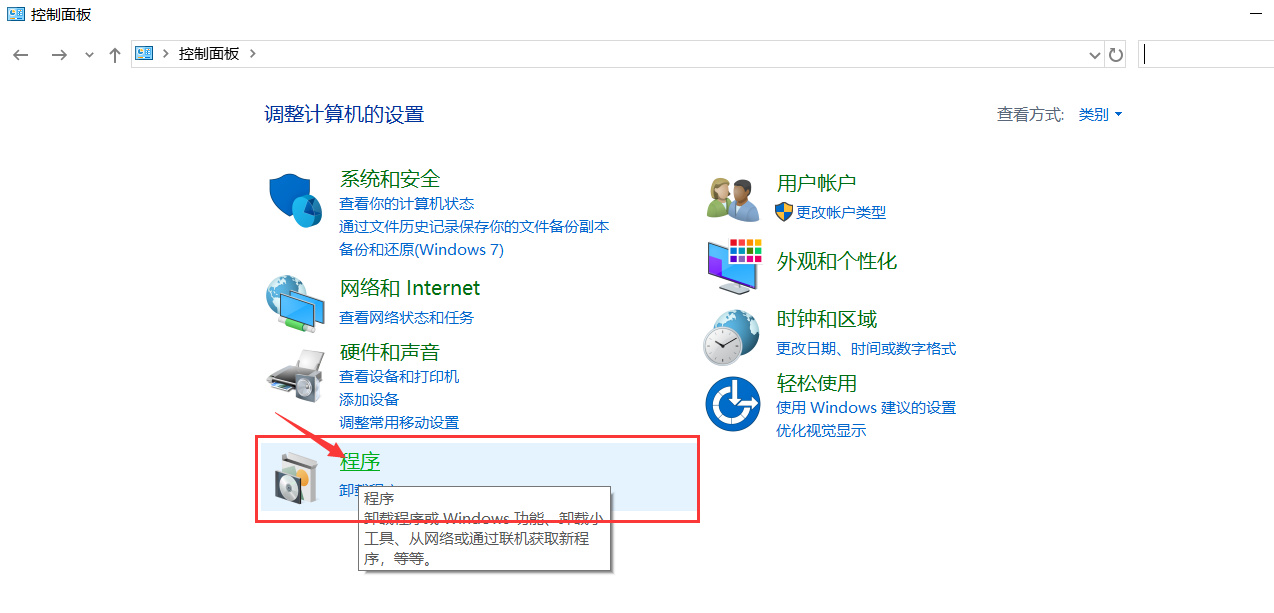 控制面板
控制面板
调整计算机的设置
查看方式: 类别
系统和安全
查看你的计算机状态
通过文件历史记录保存你的文件备份副本
备份和还原(Windows 7)
网络和 Internet
查看网络状态和任务
硬件和声音
查看设备和打印机
添加设备
调整常用移动设置
程序
卸载程序
程序
卸载程序或 Windows 功能、卸载小
工具、从网络或通过联机获取新程
序，等等。
用户帐户
更改帐户类型
外观和个性化
时钟和区域
更改日期、时间或数字格式
轻松使用
使用 Windows 建议的设置
优化视觉显示